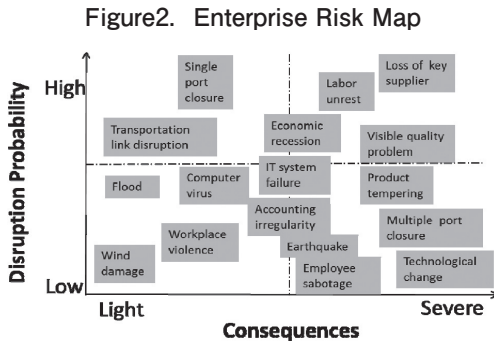 Figure2. Enterprise Risk Map
Disruption Probability
High
Low
Single
port
closure
Loss of key
supplier
Labor
unrest
Transportation
link disruption
Economic
recession
Visible quality
problem
IT system
failure
Flood
Computer
virus
Product
tempering
Accounting
irregularity
Multiple port
closure
Workplace
violence
Earthquake
Wind
damage
Employee
sabotage
Technological
change
Light
Severe
Consequences